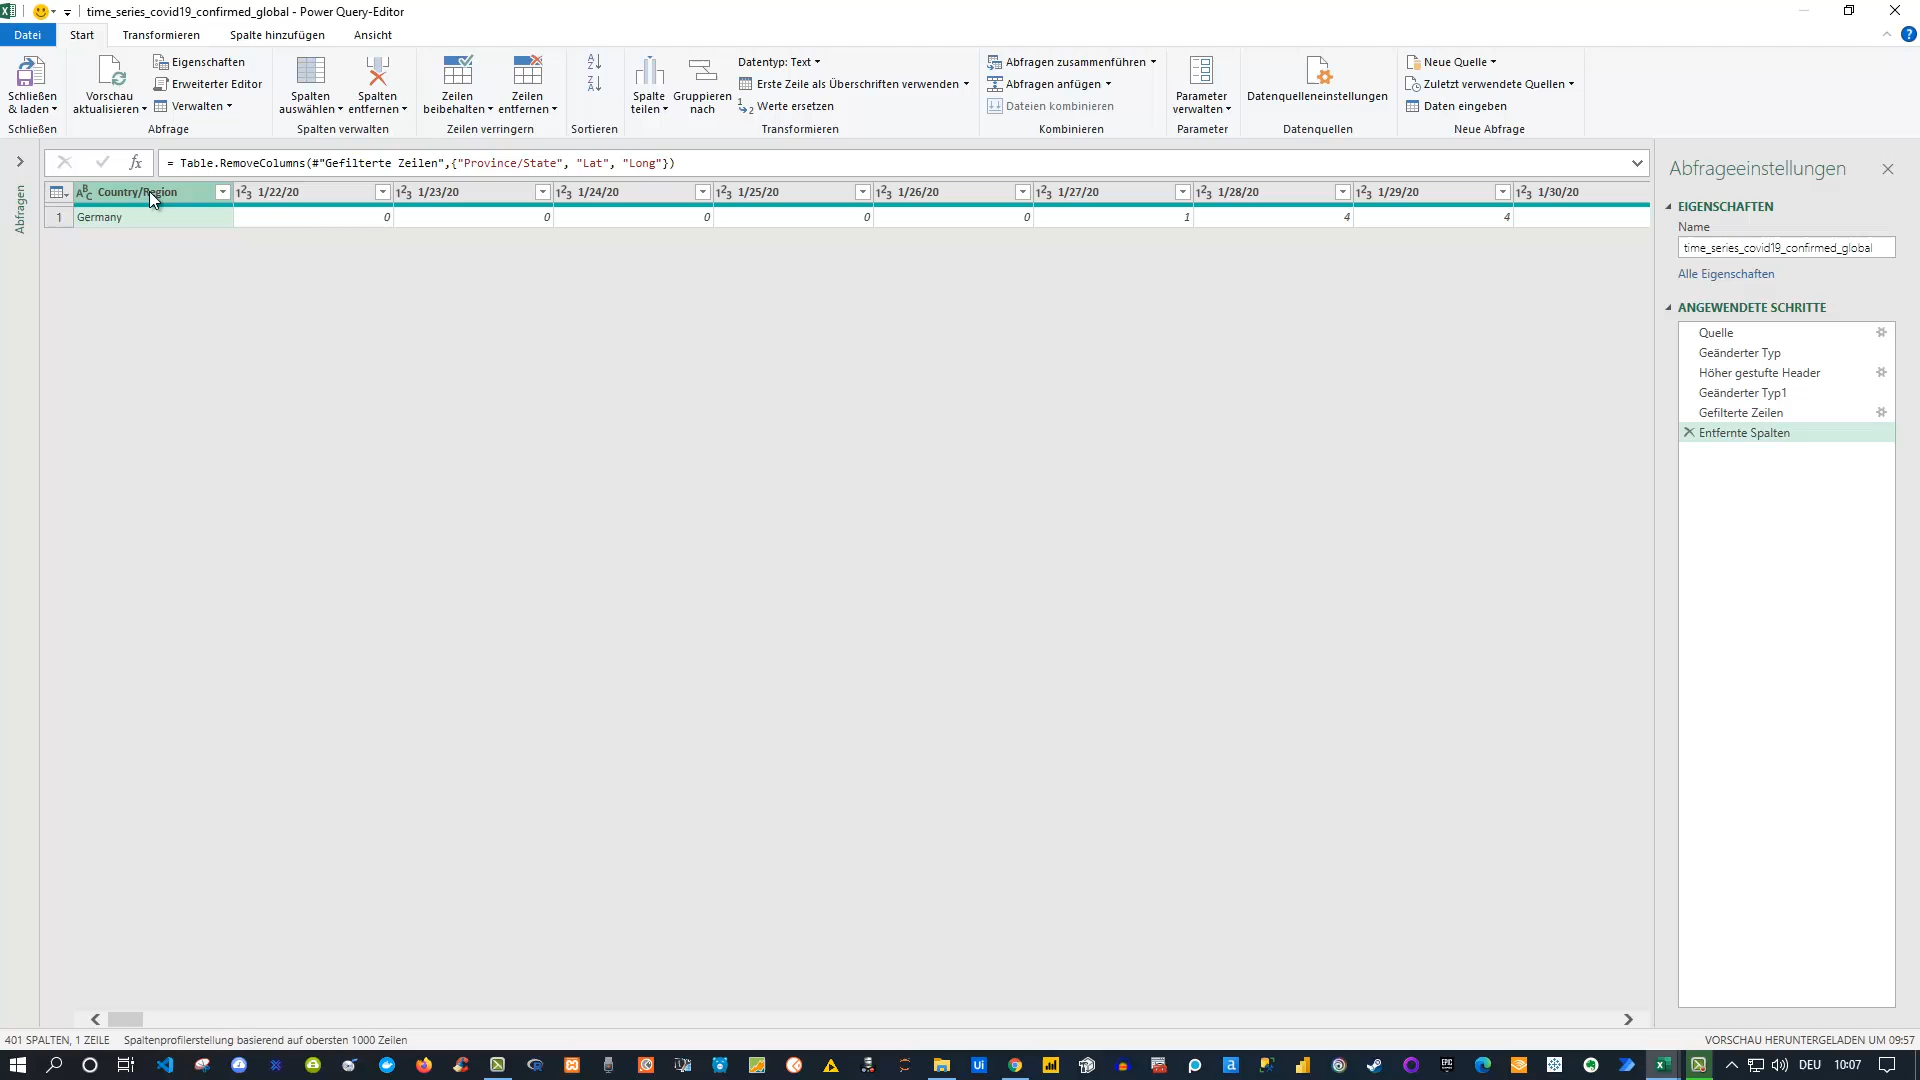 time_series_covid19_confirmed_global - Power Query-Editor
Datei Start Transformieren Spalte hinzufügen Ansicht
Schließen & laden
Schließen
Vorschau aktualisieren
Eigenschaften
Erweiterter Editor
Verwalten
Abfrage
Spalten auswählen
Spalten entfernen
Spalten verwalten
Zeilen beibehalten
Zeilen entfernen
Zeilen verringern
Sortieren
Spalte teilen
Gruppieren nach
Datentyp: Text
Erste Zeile als Überschriften verwenden
Werte ersetzen
Transformieren
Abfragen zusammenführen
Abfragen anfügen
Dateien kombinieren
Kombinieren
Parameter verwalten
Parameter
Datenquelleneinstellungen
Datenquellen
Neue Quelle
Zuletzt verwendete Quellen
Daten eingeben
Neue Abfrage
Abfragen
fx
= Table.RemoveColumns(#"Gefilterte Zeilen",{"Province/State", "Lat", "Long"})
Country/Region 1/22/20 1/23/20 1/24/20 1/25/20 1/26/20 1/27/20 1/28/20 1/29/20 1/30/20
1 Germany 0 0 0 0 0 1 4 4
Abfrageeinstellungen
EIGENSCHAFTEN
Name
time_series_covid19_confirmed_global
Alle Eigenschaften
ANGEWENDETE SCHRITTE
Quelle
Geänderter Typ
Höher gestufte Header
Geänderter Typ1
Gefilterte Zeilen
Entfernte Spalten
401 SPALTEN, 1 ZEILE Spaltenprofilerstellung basierend auf obersten 1000 Zeilen
VORSCHAU HERUNTERGELADEN UM 09:57
DEU 10:07